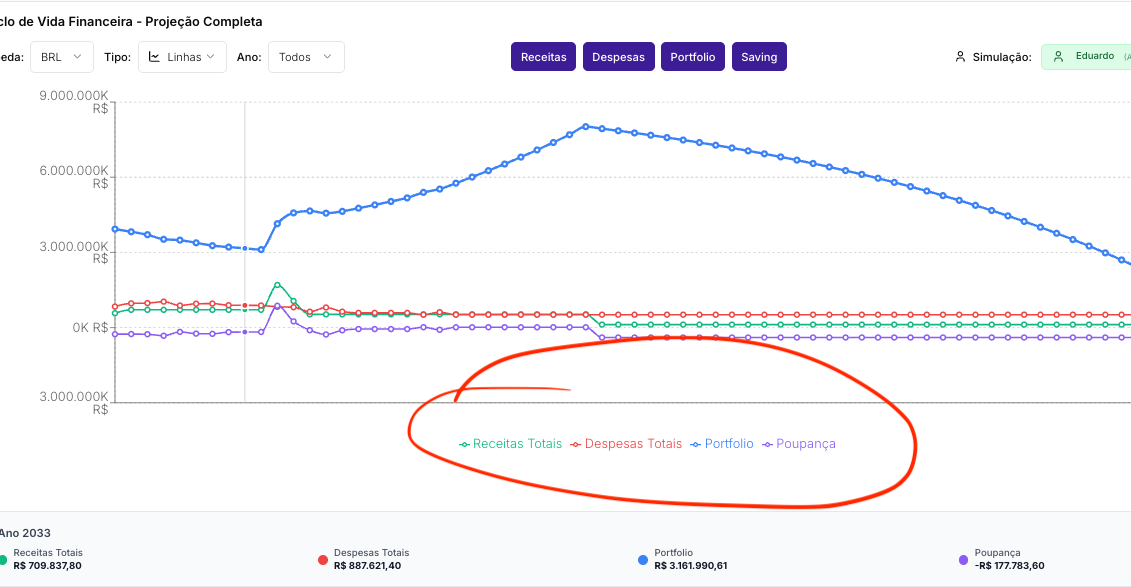 clo de Vida Financeira - Projeção Completa
eda: BRL Tipo: Linhas Ano: Todos Receitas Despesas Portfolio Saving Simulação: Eduardo (A
9.000.000K
R$
6.000.000K
R$
3.000.000K
R$
0K R$
3.000.000K
R$
Receitas Totais Despesas Totais Portfolio Poupança
Ano 2033
Receitas Totais Despesas Totais Portfolio Poupança
R$ 709.837,80 R$ 887.621,40 R$ 3.161.990,61 -R$ 177.783,60